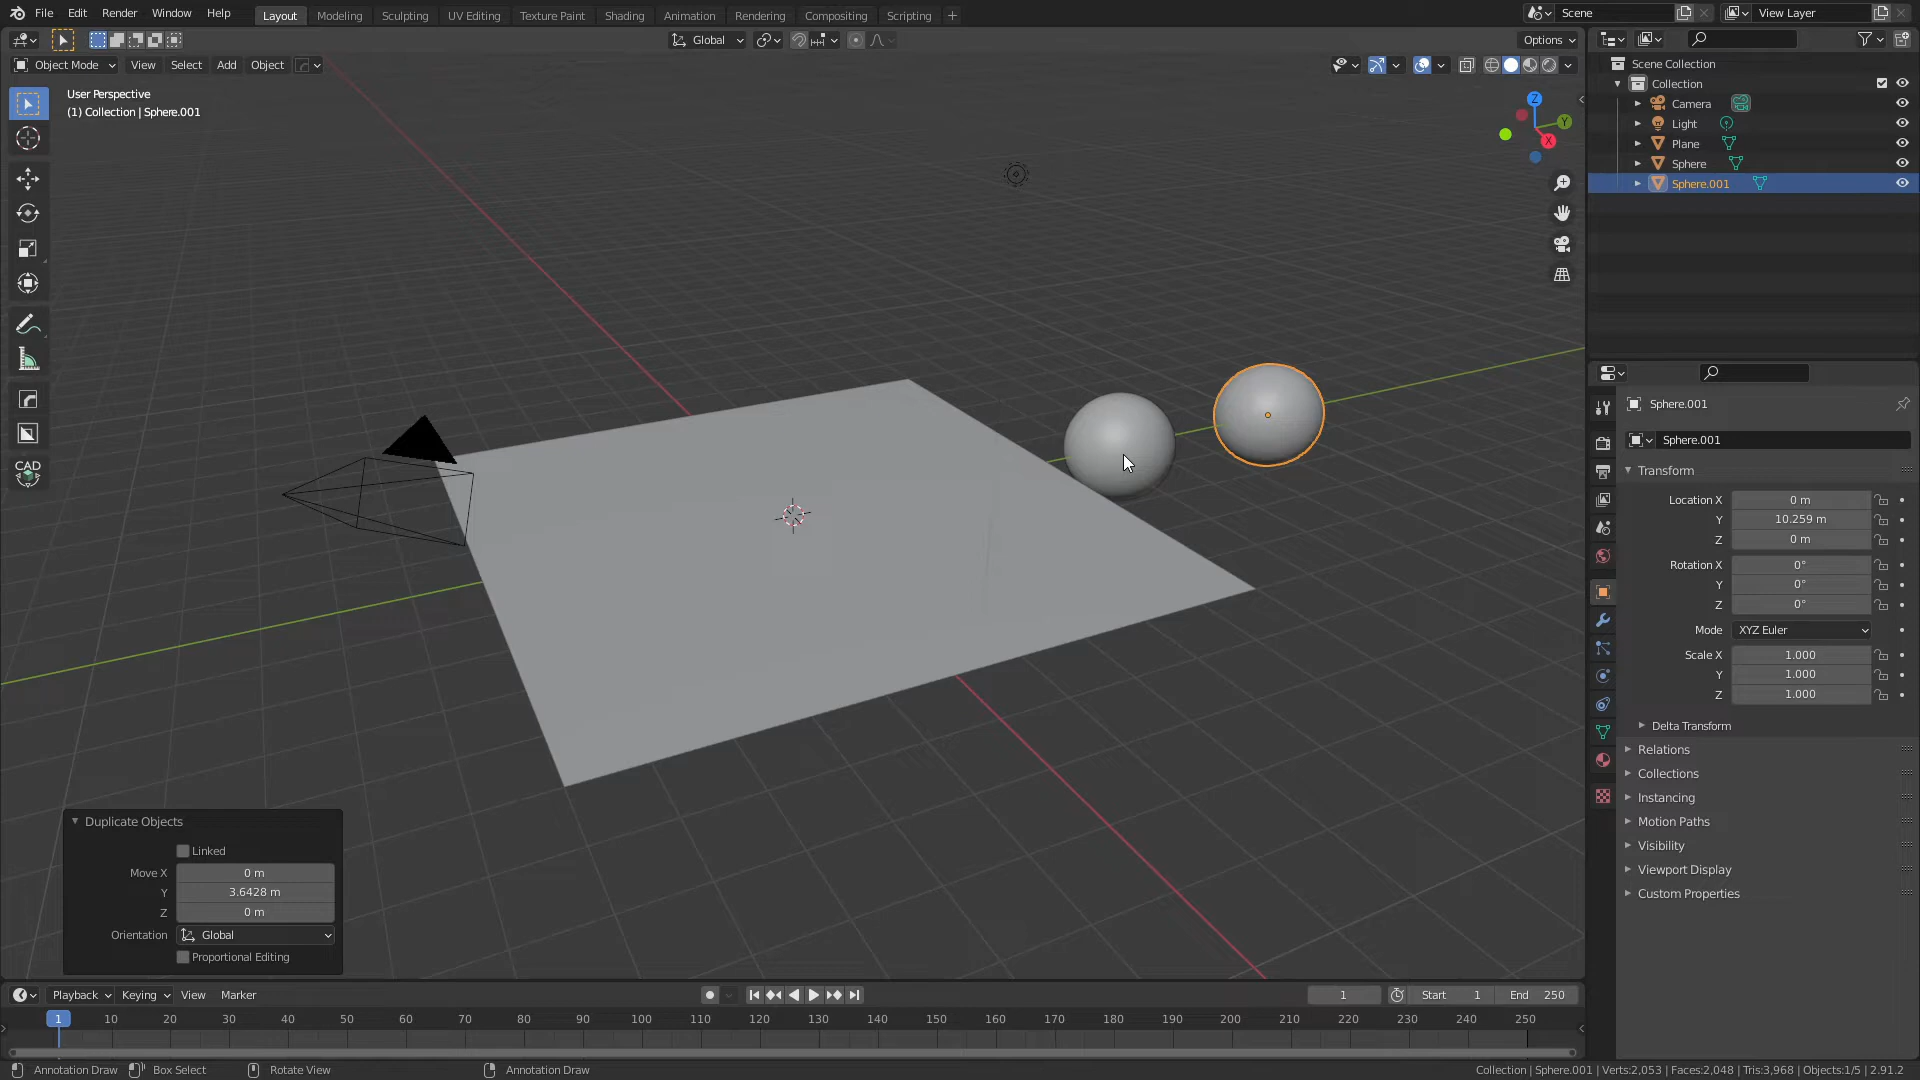 File Edit Render Window Help Layout Modeling Sculpting UV Editing Texture Paint Shading Animation Rendering Compositing Scripting + Scene View Layer
Global Options
Object Mode View Select Add Object
User Perspective
(1) Collection | Sphere.001
Z
Y
X
CAD
Scene Collection
Collection
Camera
Light
Plane
Sphere
Sphere.001
Sphere.001
Sphere.001
Transform
Location X 0 m
Y 10.259 m
Z 0 m
Rotation X 0°
Y 0°
Z 0°
Mode XYZ Euler
Scale X 1.000
Y 1.000
Z 1.000
Delta Transform
Relations
Collections
Instancing
Motion Paths
Visibility
Viewport Display
Custom Properties
Duplicate Objects
Linked
Move X 0 m
Y 3.6428 m
Z 0 m
Orientation Global
Proportional Editing
Playback Keying View Marker 1 Start 1 End 250
1 10 20 30 40 50 60 70 80 90 100 110 120 130 140 150 160 170 180 190 200 210 220 230 240 250
Annotation Draw Box Select Rotate View Annotation Draw Collection | Sphere.001 | Verts:2,053 | Faces:2,048 | Tris:3,968 | Objects:1/5 | 2.91.2